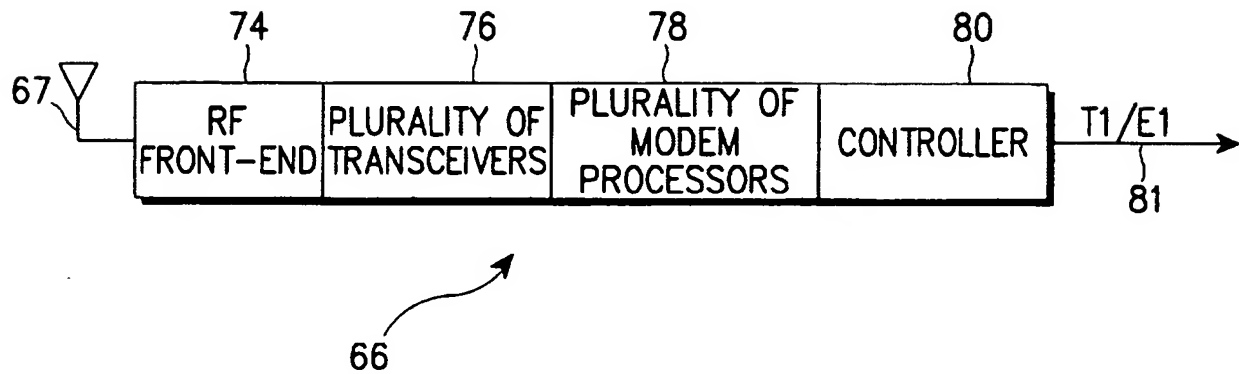 74
76
78
80
67
RF
FRONT-END
PLURALITY OF
TRANSCEIVERS
PLURALITY OF
MODEM
PROCESSORS
CONTROLLER
T1/E1
81
66